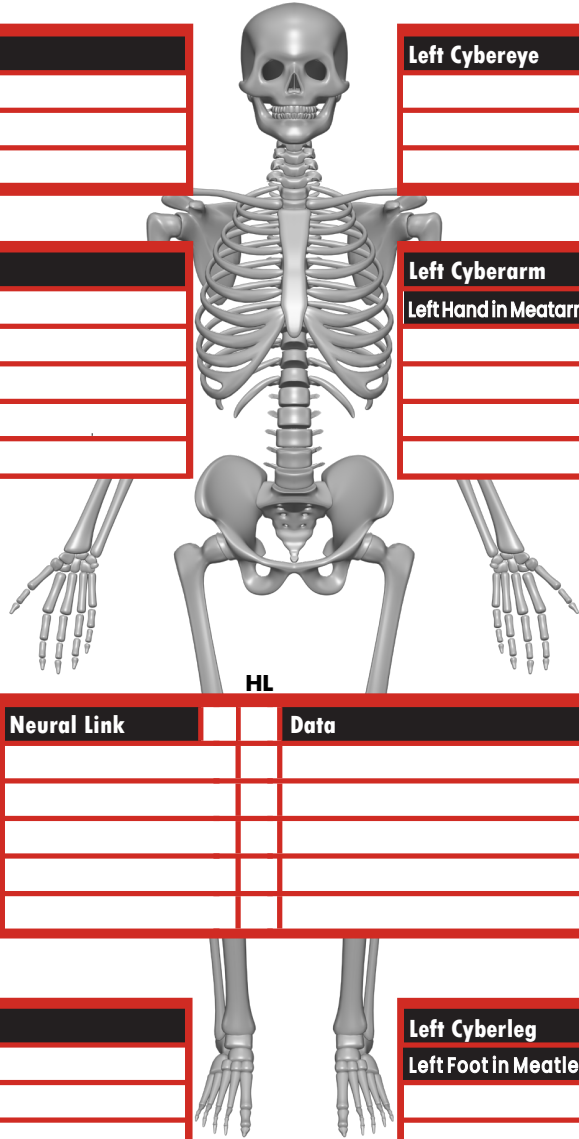 Left Cybereye
Left Cyberarm
Left Hand in Meatarm
HL
Neural Link
Data
Left Cyberleg
Left Foot in Meatle